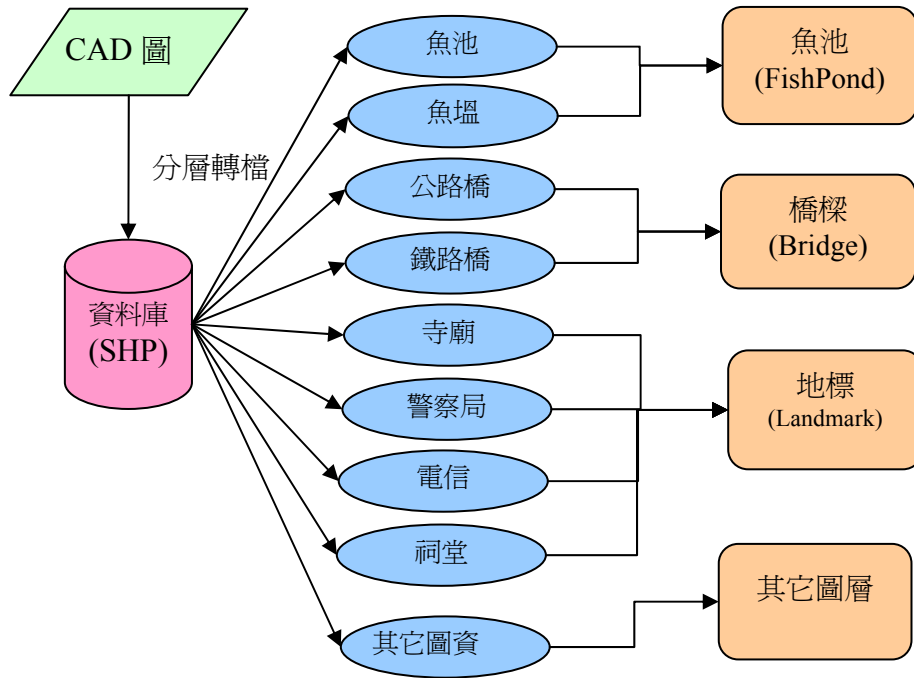 CAD 圖
分層轉檔
資料庫
(SHP)
魚池
魚塭
公路橋
鐵路橋
寺廟
警察局
電信
祠堂
其它圖資
魚池
(FishPond)
橋樑
(Bridge)
地標
(Landmark)
其它圖層